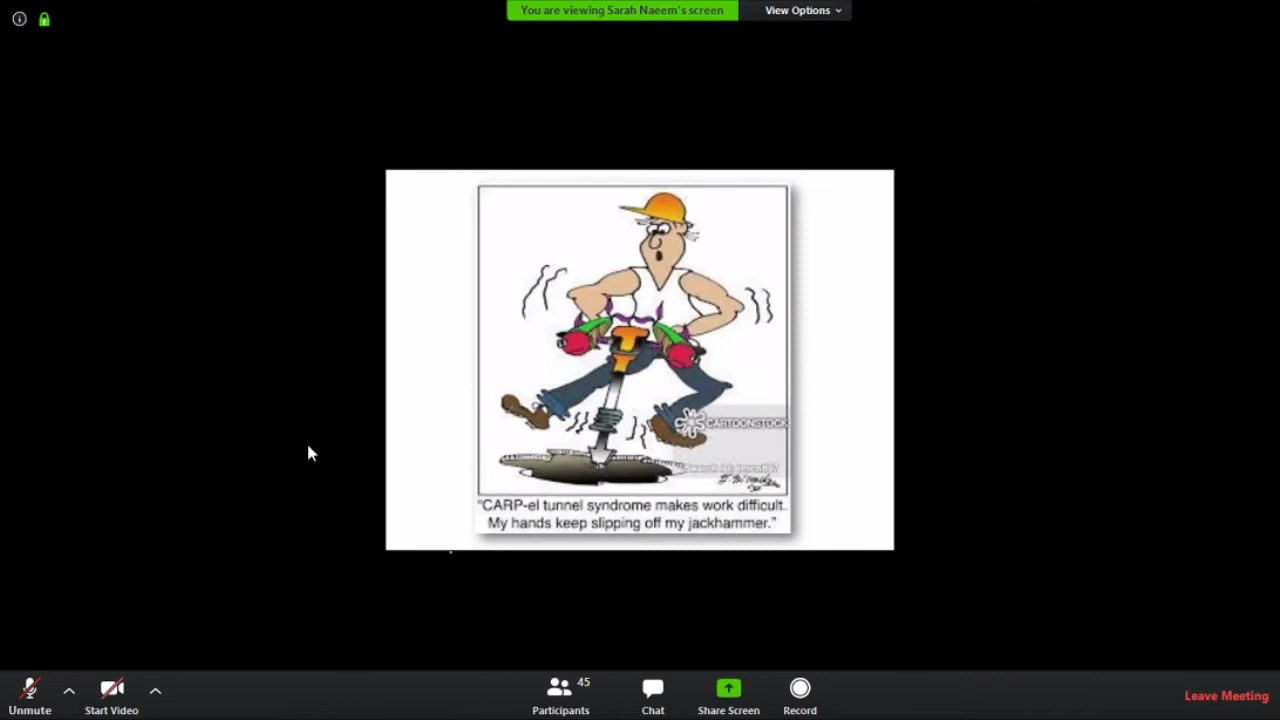 You are viewing Sarah Naeem's screen View Options
CARTOONSTOCK
"CARP-el tunnel syndrome makes work difficult.
My hands keep slipping off my jackhammer."
45
Unmute Start Video Participants Chat Share Screen Record Leave Meeting